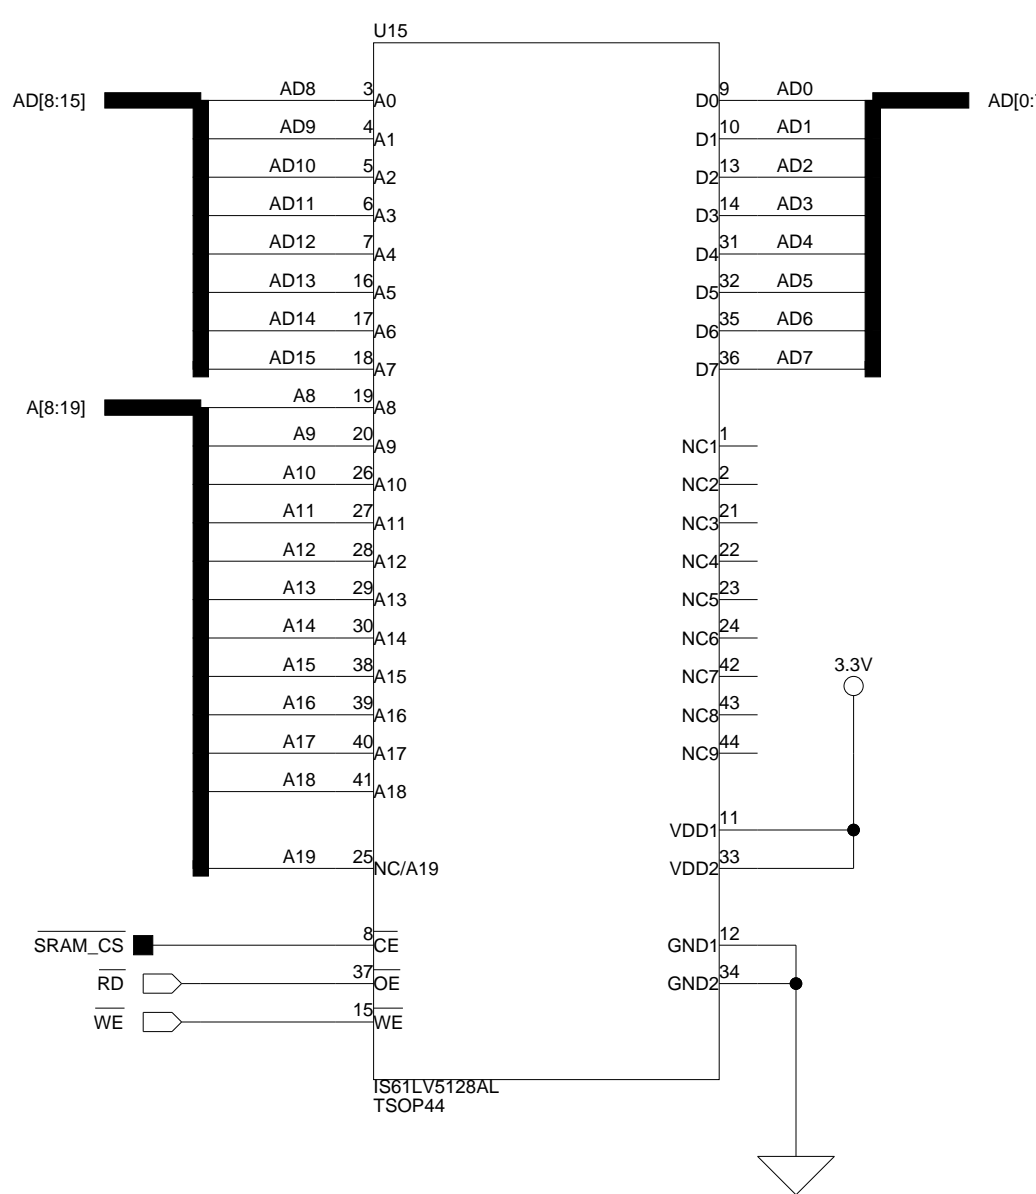 U15
AD[8:15] AD8 3 A0 D0 9 AD0 AD[0:
AD9 4 A1 D1 10 AD1
AD10 5 A2 D2 13 AD2
AD11 6 A3 D3 14 AD3
AD12 7 A4 D4 31 AD4
AD13 16 A5 D5 32 AD5
AD14 17 A6 D6 35 AD6
AD15 18 A7 D7 36 AD7
A[8:19] A8 19 A8
A9 20 A9 NC1 1
A10 26 A10 NC2 2
A11 27 A11 NC3 21
A12 28 A12 NC4 22
A13 29 A13 NC5 23
A14 30 A14 NC6 24
A15 38 A15 NC7 42 3.3V
A16 39 A16 NC8 43
A17 40 A17 NC9 44
A18 41 A18
VDD1 11
A19 25 NC/A19 VDD2 33
SRAM_CS 8 CE GND1 12
RD 37 OE GND2 34
WE 15 WE
IS61LV5128AL
TSOP44